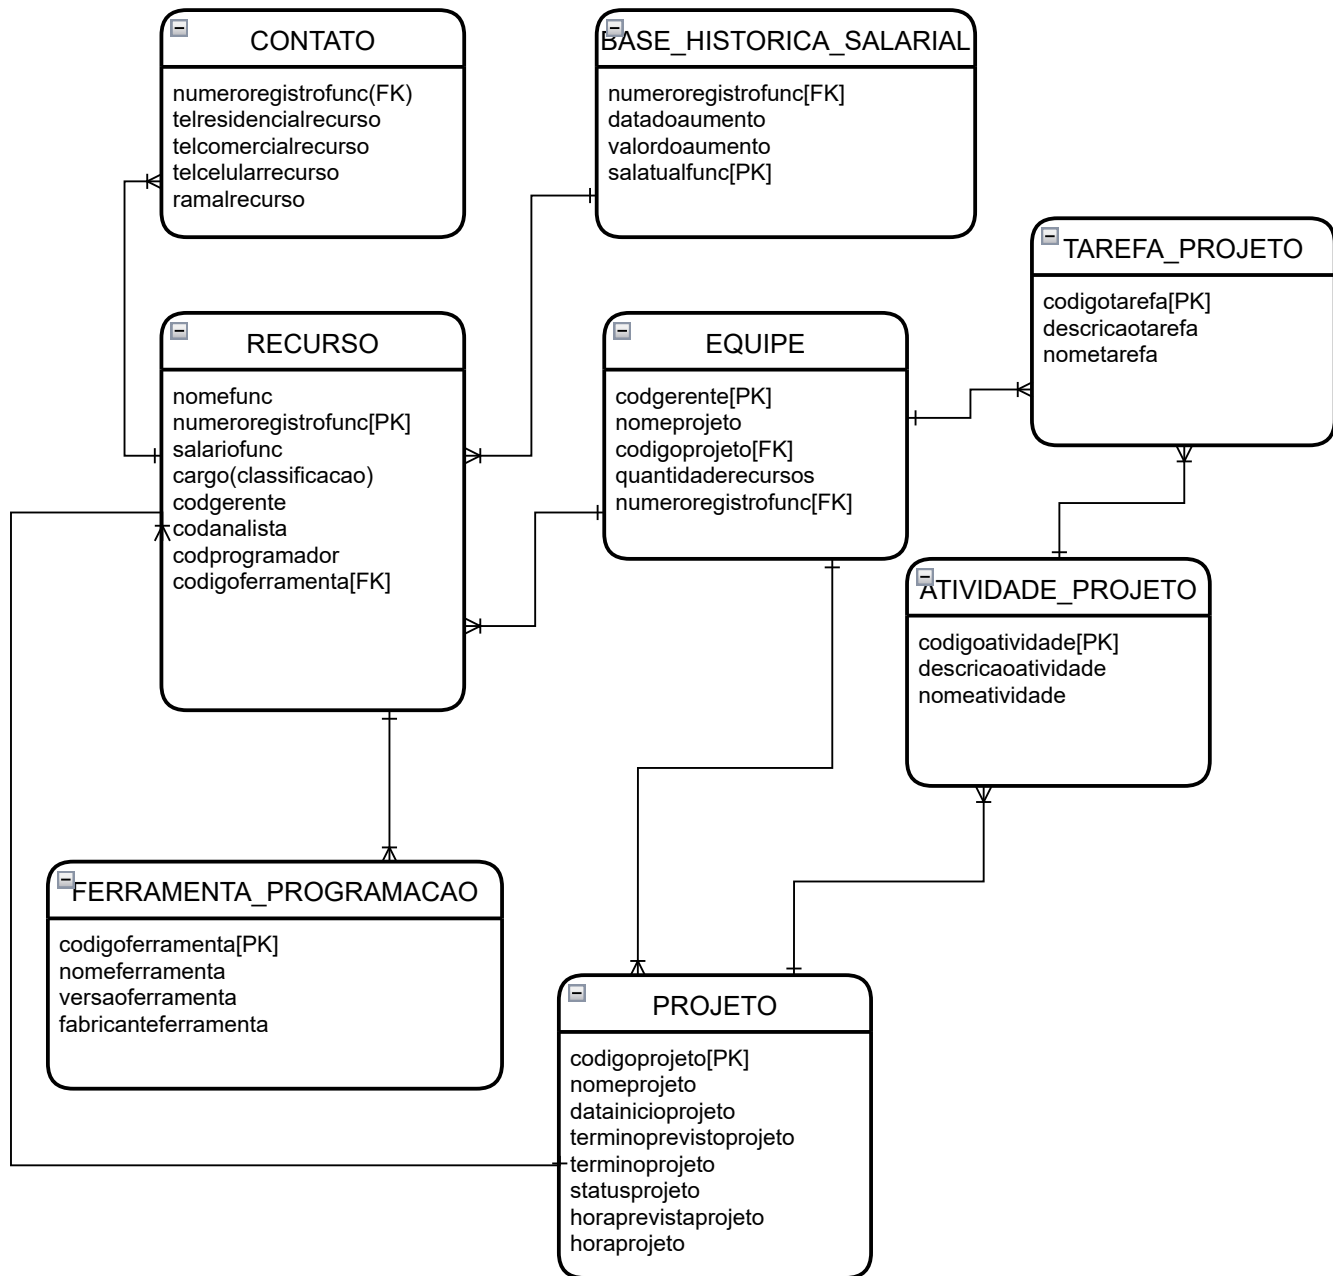 CONTATO
numeroregistrofunc(FK)
telresidencialrecurso
telcomercialrecurso
telcelularrecurso
ramalrecurso
BASE_HISTORICA_SALARIAL
numeroregistrofunc[FK]
datadoaumento
valordoaumento
salatualfunc[PK]
TAREFA_PROJETO
codigotarefa[PK]
descricaotarefa
nometarefa
RECURSO
nomefunc
numeroregistrofunc[PK]
salariofunc
cargo(classificacao)
codgerente
codanalista
codprogramador
codigoferramenta[FK]
EQUIPE
codgerente[PK]
nomeprojeto
codigoprojeto[FK]
quantidaderecursos
numeroregistrofunc[FK]
ATIVIDADE_PROJETO
codigoatividade[PK]
descricaoatividade
nomeatividade
FERRAMENTA_PROGRAMACAO
codigoferramenta[PK]
nomeferramenta
versaoferramenta
fabricanteferramenta
PROJETO
codigoprojeto[PK]
nomeprojeto
datainicioprojeto
terminoprevistoprojeto
terminoprojeto
statusprojeto
horaprevistaprojeto
horaprojeto